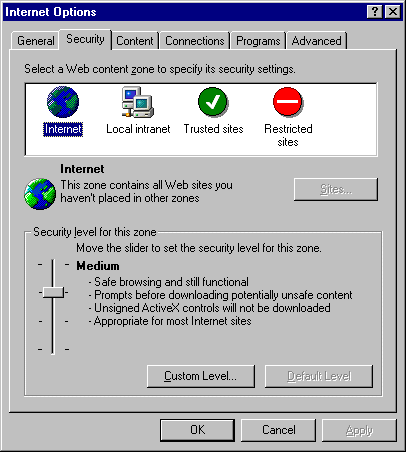 Internet Options
General Security Content Connections Programs Advanced
Select a Web content zone to specify its security settings.
Internet Local intranet Trusted sites Restricted
sites
Internet
This zone contains all Web sites you
haven't placed in other zones
Sites...
Security level for this zone
Move the slider to set the security level for this zone.
Medium
- Safe browsing and still functional
- Prompts before downloading potentially unsafe content
- Unsigned ActiveX controls will not be downloaded
- Appropriate for most Internet sites
Custom Level... Default Level
OK Cancel Apply